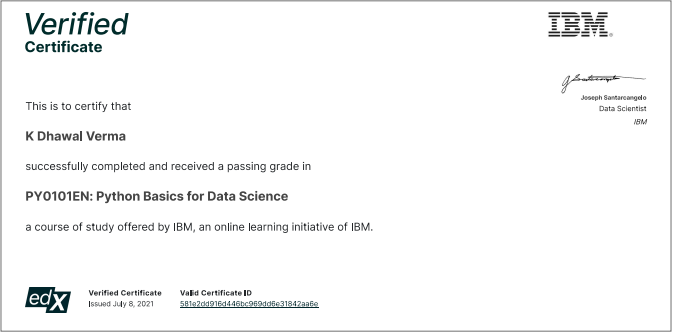 Verified
Certificate
IBM.
This is to certify that
K Dhawal Verma
successfully completed and received a passing grade in
PY0101EN: Python Basics for Data Science
a course of study offered by IBM, an online learning initiative of IBM.
Joseph Santarcangelo
Data Scientist
IBM
edX
Verified Certificate
Issued July 8, 2021
Valid Certificate ID
581e2dd916d446bc969dd6e31842aa6e